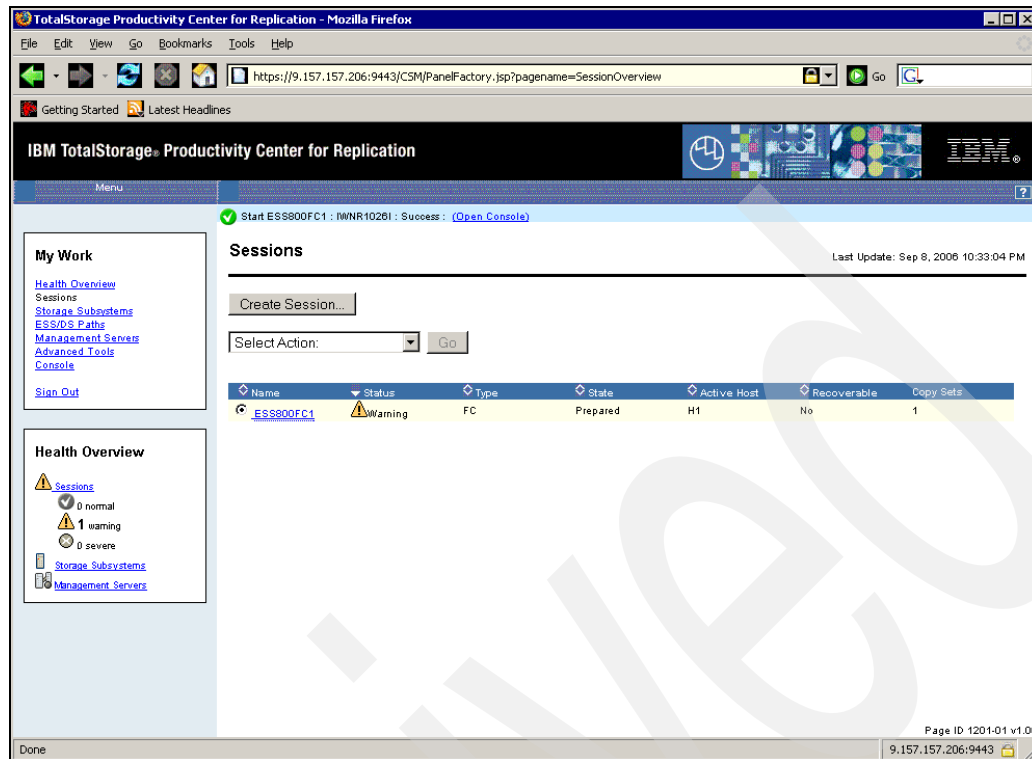 TotalStorage Productivity Center for Replication - Mozilla Firefox
File Edit View Go Bookmarks Tools Help
https://9.157.157.206:9443/CSM/PanelFactory.jsp?pagename=SessionOverview
Go
G
Getting Started Latest Headlines
IBM TotalStorage® Productivity Center for Replication
IBM®
Menu
?
Start ESS800FC1 : IWNR1026I : Success : (Open Console)
My Work
Health Overview
Sessions
Storage Subsystems
ESS/DS Paths
Management Servers
Advanced Tools
Console
Sign Out
Health Overview
Sessions
0 normal
1 warning
0 severe
Storage Subsystems
Management Servers
Sessions
Last Update: Sep 8, 2006 10:33:04 PM
Create Session...
Select Action: Go
Name Status Type State Active Host Recoverable Copy Sets
ESS800FC1 Warning FC Prepared H1 No 1
Page ID 1201-01 v1.0
Done
9.157.157.206:9443